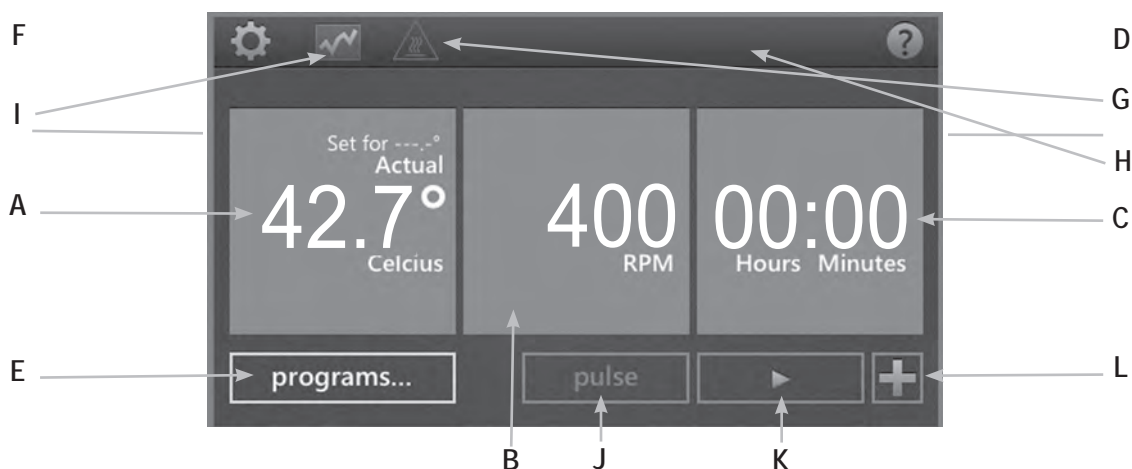 F
D
I
G
?
H
Set for ---.-°
Actual
A
42.7°
400
00:00
C
Celcius
RPM
Hours Minutes
E
programs...
pulse
L
B
J
K